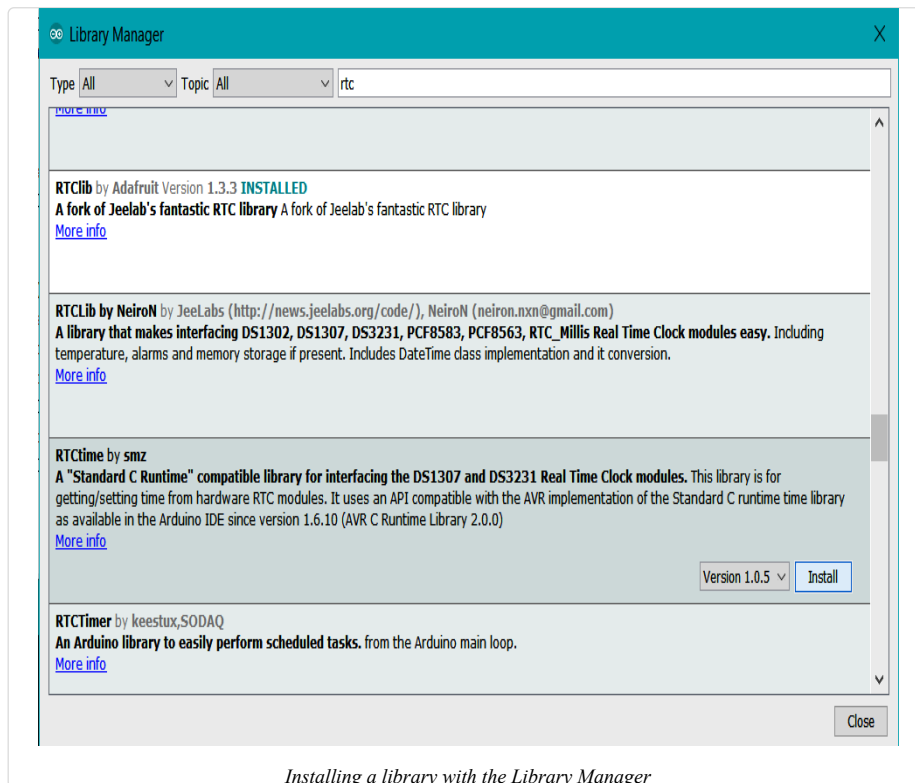 Library Manager
X
Type All Topic All rtc
More info
RTClib by Adafruit Version 1.3.3 INSTALLED
A fork of Jeelab's fantastic RTC library A fork of Jeelab's fantastic RTC library
More info
RTCLib by NeiroN by JeeLabs (http://news.jeelabs.org/code/), NeiroN (neiron.nxn@gmail.com)
A library that makes interfacing DS1302, DS1307, DS3231, PCF8583, PCF8563, RTC_Millis Real Time Clock modules easy. Including
temperature, alarms and memory storage if present. Includes DateTime class implementation and it conversion.
More info
RTCtime by smz
A "Standard C Runtime" compatible library for interfacing the DS1307 and DS3231 Real Time Clock modules. This library is for
getting/setting time from hardware RTC modules. It uses an API compatible with the AVR implementation of the Standard C runtime time library
as available in the Arduino IDE since version 1.6.10 (AVR C Runtime Library 2.0.0)
More info
Version 1.0.5 Install
RTCTimer by keestux,SODAQ
An Arduino library to easily perform scheduled tasks. from the Arduino main loop.
More info
Close
Installing a library with the Library Manager